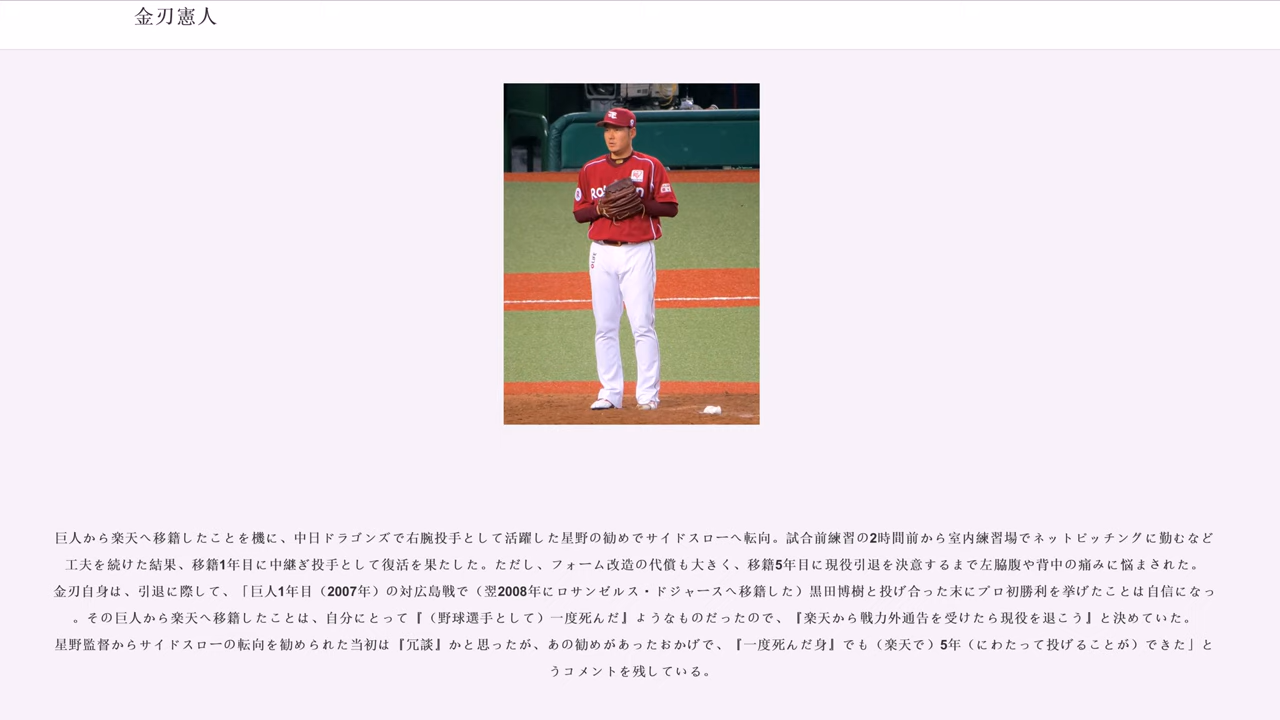 金刃憲人
巨人から楽天へ移籍したことを機に、中日ドラゴンズで右腕投手として活躍した星野の勧めでサイドスローへ転向。試合前練習の2時間前から室内練習場でネットピッチングに勤むなど
工夫を続けた結果、移籍1年目に中継ぎ投手として復活を果たした。ただし、フォーム改造の代償も大きく、移籍5年目に現役引退を決意するまで左脇腹や背中の痛みに悩まされた。
金刃自身は、引退に際して、「巨人1年目（2007年）の対広島戦で（翌2008年にロサンゼルス・ドジャースへ移籍した）黒田博樹と投げ合った末にプロ初勝利を挙げたことは自信になっ
。その巨人から楽天へ移籍したことは、自分にとって『（野球選手として）一度死んだ』ようなものだったので、『楽天から戦力外通告を受けたら現役を退こう』と決めていた。
星野監督からサイドスローの転向を勧められた当初は『冗談』かと思ったが、あの勧めがあったおかげで、『一度死んだ身』でも（楽天で）5年（にわたって投げることが）できた」と
うコメントを残している。